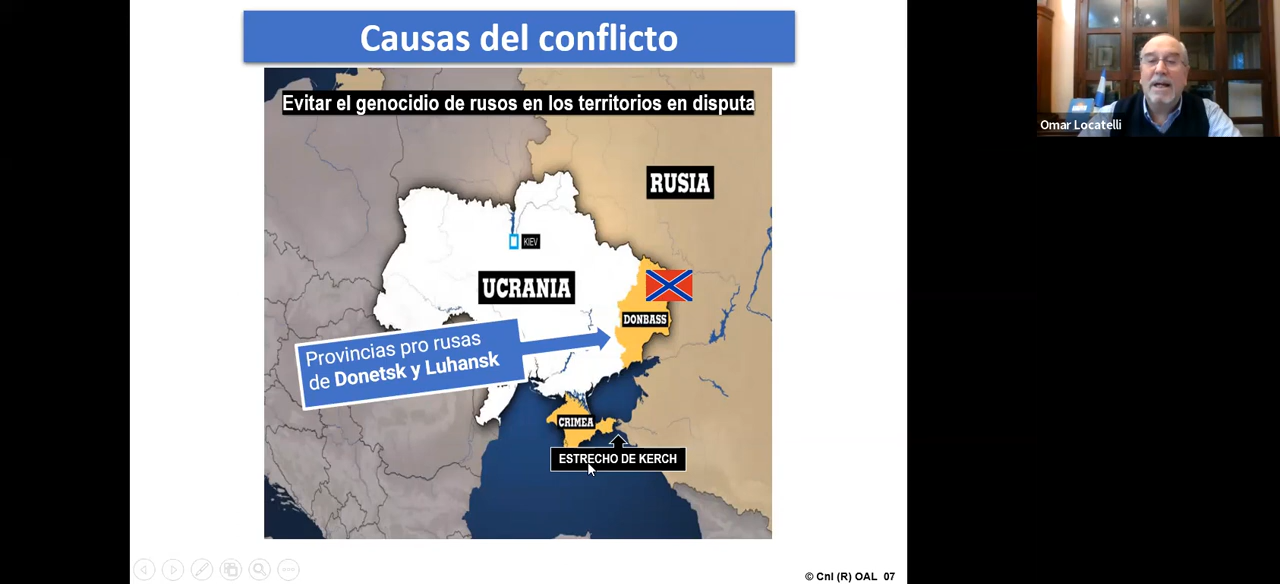 Causas del conflicto
Evitar el genocidio de rusos en los territorios en disputa
RUSIA
KIEV
UCRANIA
DONBASS
Provincias pro rusas
de Donetsk y Luhansk
CRIMEA
ESTRECHO DE KERCH
© Cnl (R) OAL 07
Omar Locatelli